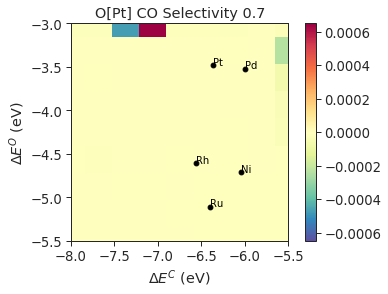 O[Pt] CO Selectivity 0.7
−3.0
−3.5
−4.0
−4.5
−5.0
−5.5
ΔE^O (eV)
Pt
Pd
Rh
Ni
Ru
−8.0 −7.5 −7.0 −6.5 −6.0 −5.5
ΔE^C (eV)
0.0006
0.0004
0.0002
0.0000
−0.0002
−0.0004
−0.0006